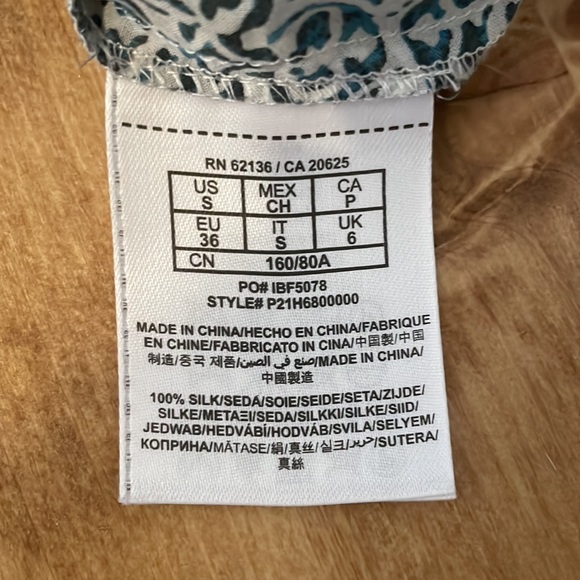 RN 62136 / CA 20625
US S MEX CH CA P
EU 36 IT S UK 6
CN 160/80A
PO# IBF5078
STYLE# P21H6800000
MADE IN CHINA/HECHO EN CHINA/FABRIQUE
EN CHINE/FABBRICATO IN CINA/中国製/中国
制造/중국 제품/صنع في الصين/MADE IN CHINA/
中國製造
100% SILK/SEDA/SOIE/SEIDE/SETA/ZIJDE/
SILKE/ΜΕΤΑΞΙ/SEDA/SILKKI/SILKE/SIID/
JEDWAB/HEDVÁBÍ/HODVÁB/SVILA/SELYEM/
КОПРИНА/MĂTASE/絹/真丝/실크/حرير/SUTERA/
真絲